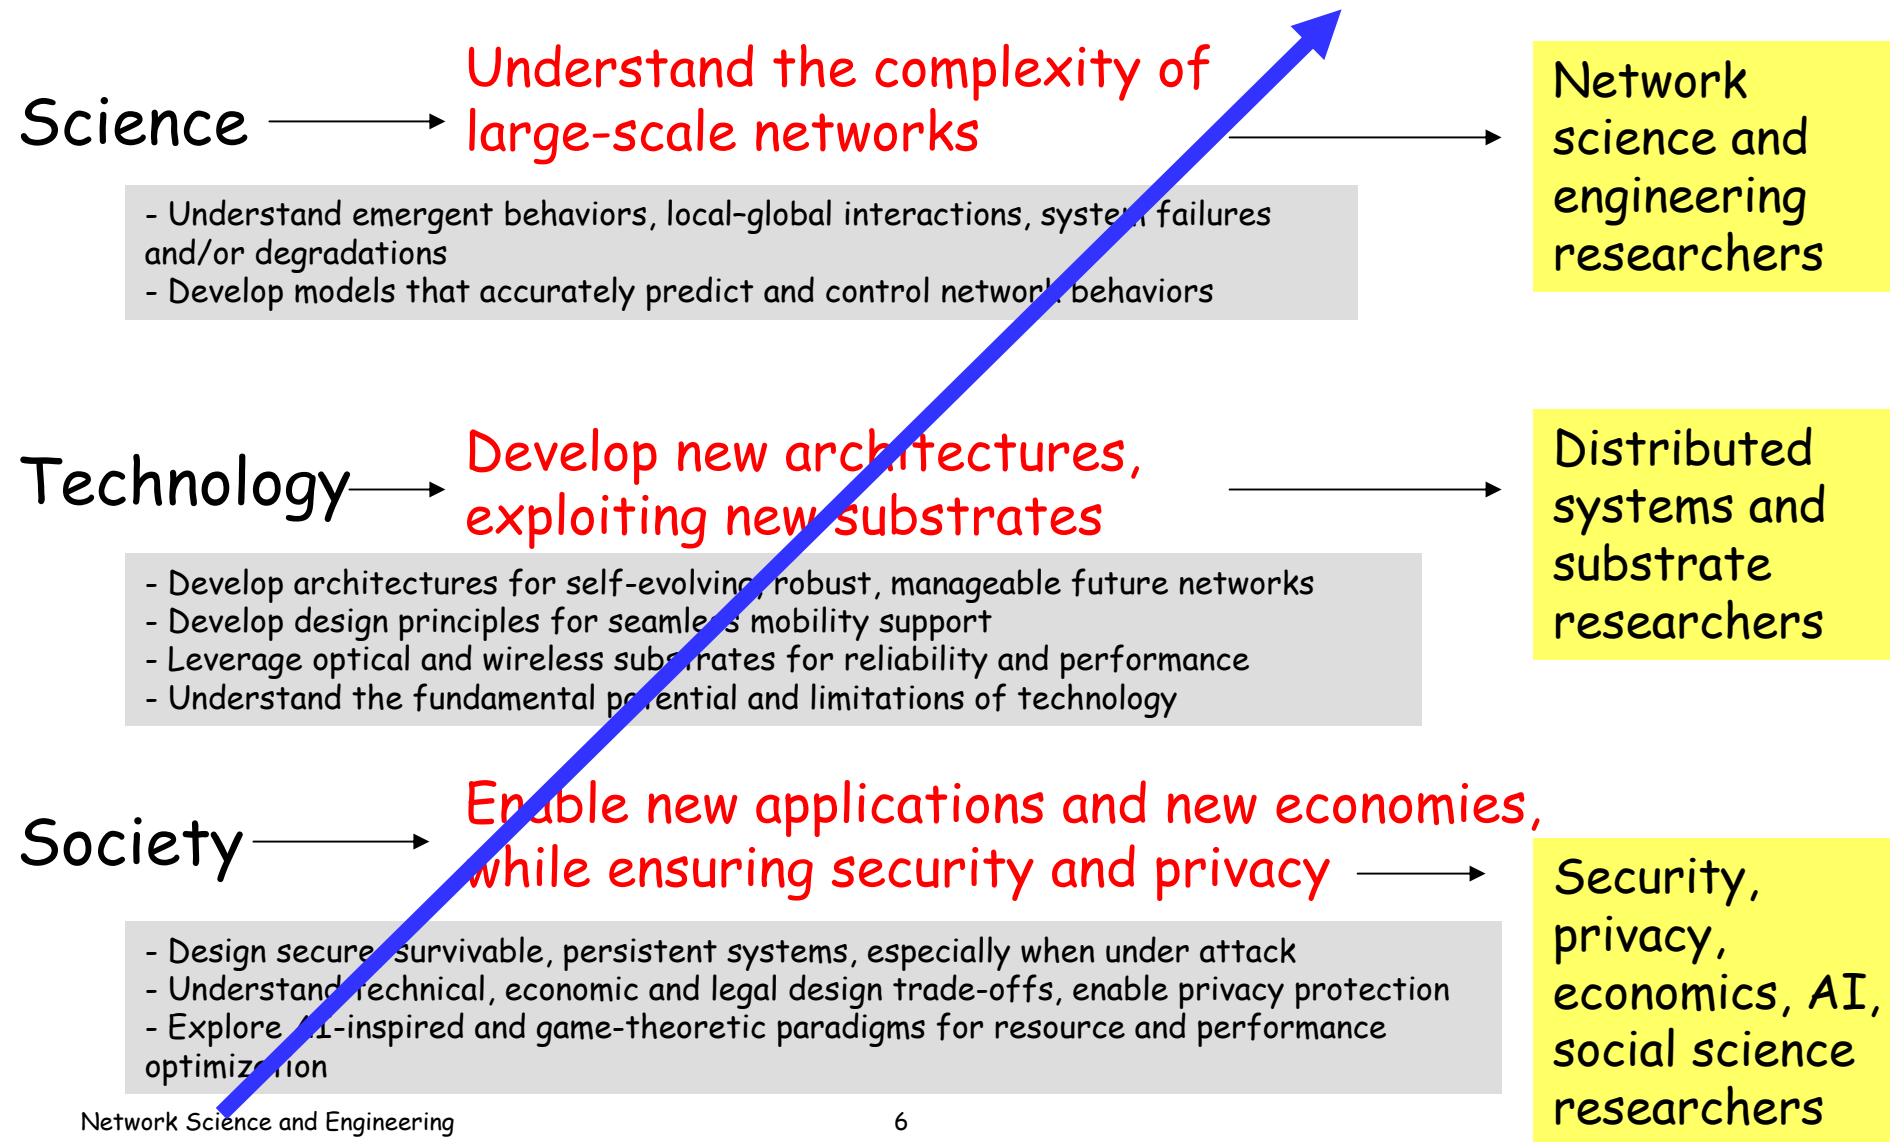 Science
Understand the complexity of
large-scale networks
Network
science and
engineering
researchers
- Understand emergent behaviors, local–global interactions, system failures
and/or degradations
- Develop models that accurately predict and control network behaviors
Technology
Develop new architectures,
exploiting new substrates
Distributed
systems and
substrate
researchers
- Develop architectures for self-evolving, robust, manageable future networks
- Develop design principles for seamless mobility support
- Leverage optical and wireless substrates for reliability and performance
- Understand the fundamental potential and limitations of technology
Society
Enable new applications and new economies,
while ensuring security and privacy
Security,
privacy,
economics, AI,
social science
researchers
- Design secure, survivable, persistent systems, especially when under attack
- Understand technical, economic and legal design trade-offs, enable privacy protection
- Explore AI-inspired and game-theoretic paradigms for resource and performance
optimization
Network Science and Engineering
6